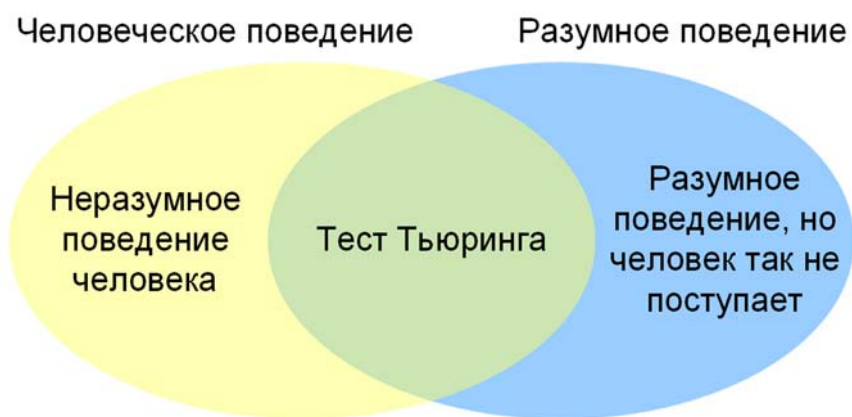 Человеческое поведение
Разумное поведение
Неразумное
поведение
человека
Тест Тьюринга
Разумное
поведение, но
человек так не
поступает